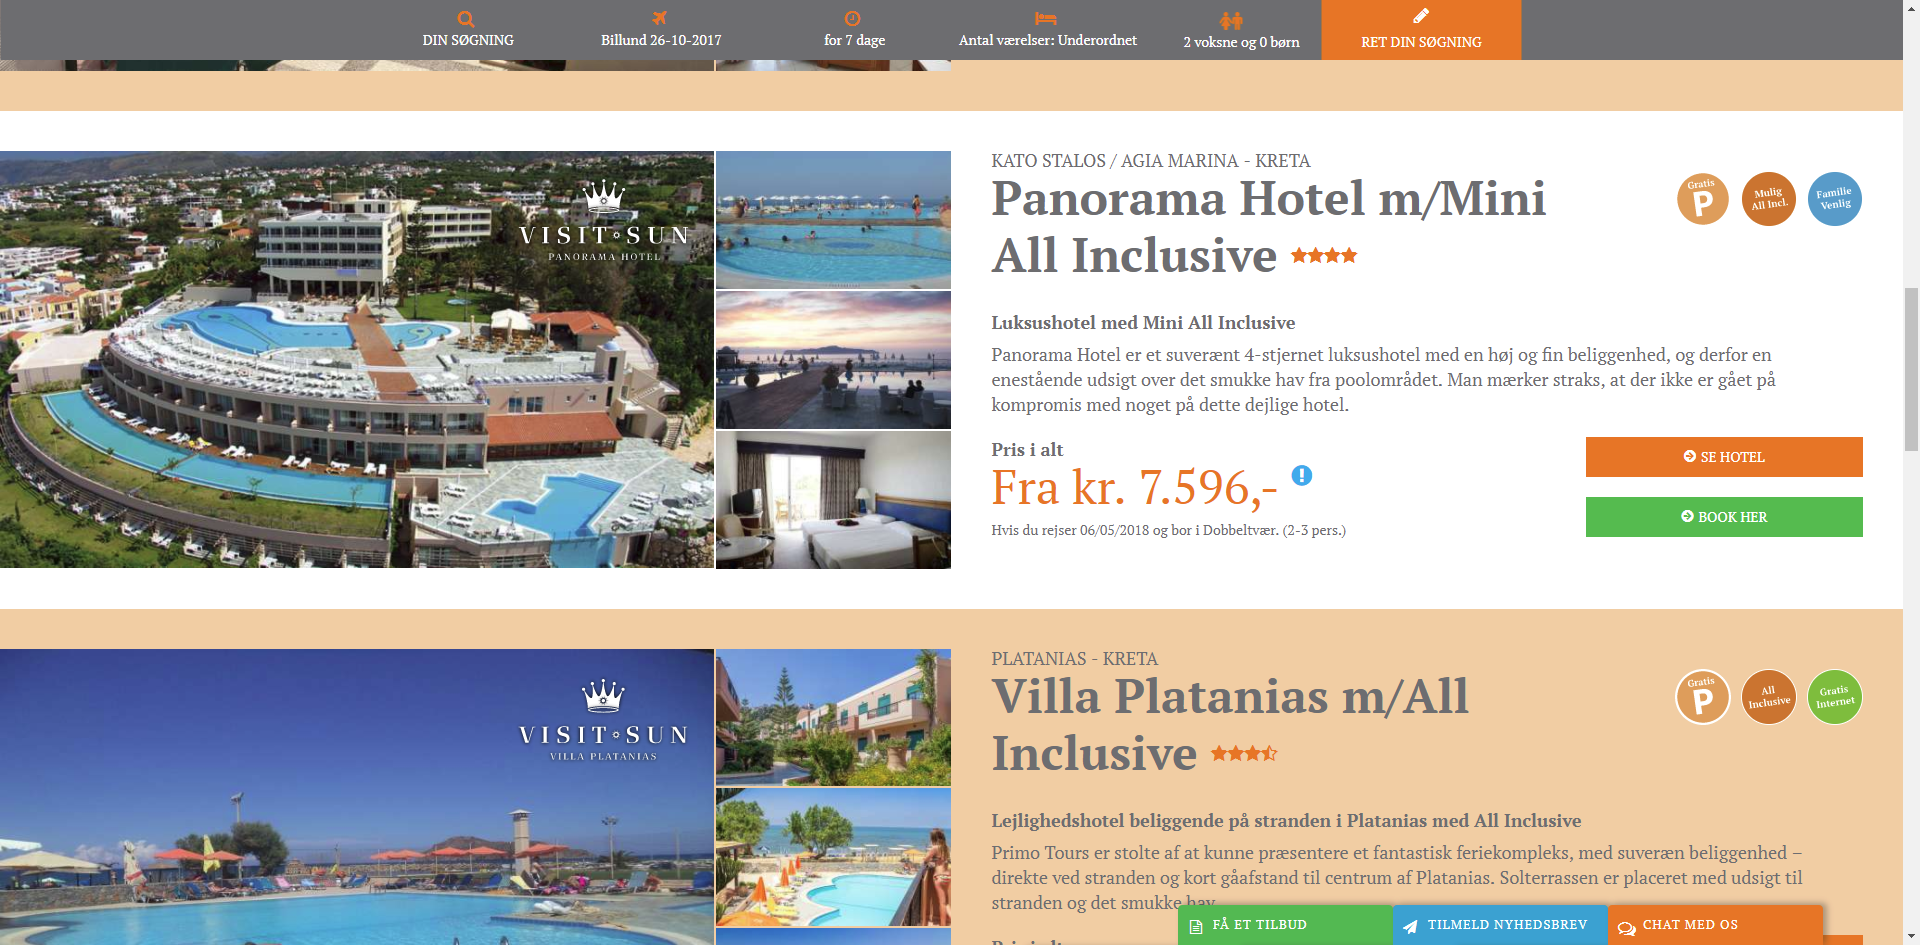 DIN SØGNING
Billund 26-10-2017
for 7 dage
Antal værelser: Underordnet
2 voksne og 0 børn
RET DIN SØGNING
VISIT SUN
PANORAMA HOTEL
KATO STALOS / AGIA MARINA - KRETA
Panorama Hotel m/Mini
All Inclusive
Gratis
P
Mulig
All Incl.
Familie
Venlig
Luksushotel med Mini All Inclusive
Panorama Hotel er et suverænt 4-stjernet luksushotel med en høj og fin beliggenhed, og derfor en
enestående udsigt over det smukke hav fra poolområdet. Man mærker straks, at der ikke er gået på
kompromis med noget på dette dejlige hotel.
Pris i alt
Fra kr. 7.596,-
Hvis du rejser 06/05/2018 og bor i Dobbeltvær. (2-3 pers.)
SE HOTEL
BOOK HER
VISIT SUN
VILLA PLATANIAS
PLATANIAS - KRETA
Villa Platanias m/All
Inclusive
Gratis
P
All
Inclusive
Gratis
Internet
Lejlighedshotel beliggende på stranden i Platanias med All Inclusive
Primo Tours er stolte af at kunne præsentere et fantastisk feriekompleks, med suveræn beliggenhed –
direkte ved stranden og kort gåafstand til centrum af Platanias. Solterrassen er placeret med udsigt til
stranden og det smukke hav
FÅ ET TILBUD
TILMELD NYHEDSBREV
CHAT MED OS